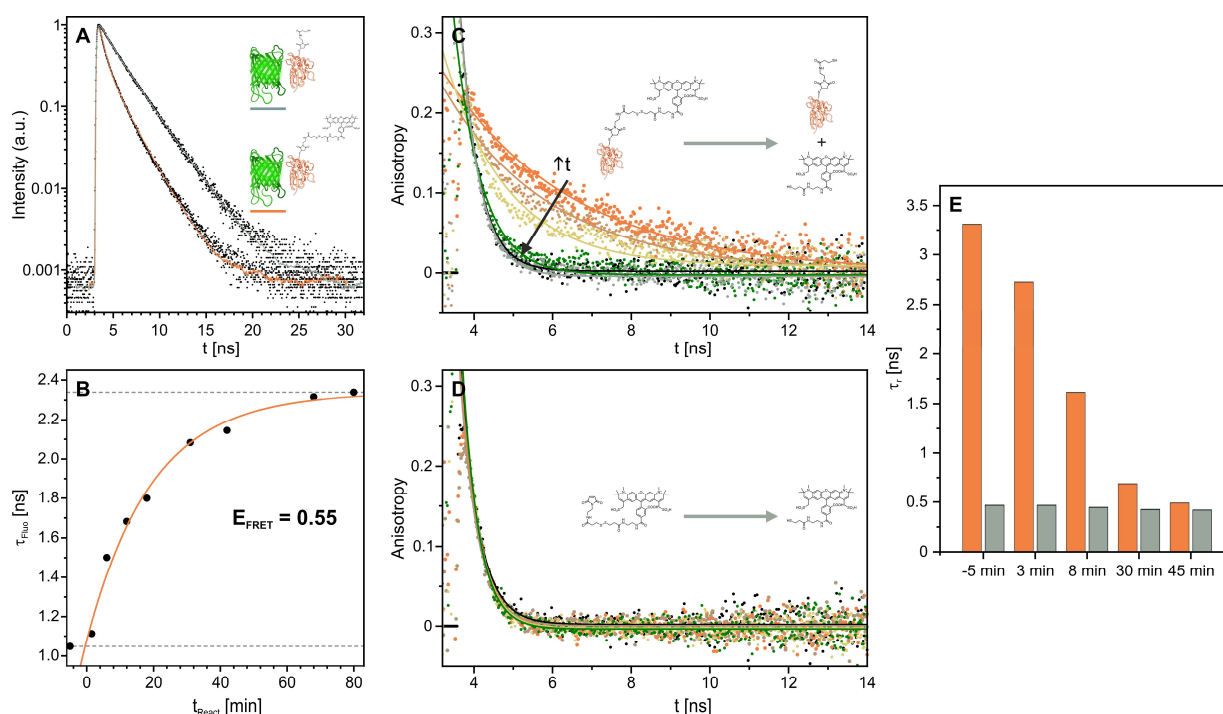 A
Intensity (a.u.)
1
0.1
0.01
0.001
0 5 10 15 20 25 30
t [ns]
B
τFluo [ns]
2.4
2.2
2.0
1.8
1.6
1.4
1.2
1.0
EFRET = 0.55
0 20 40 60 80
tReact [min]
C
Anisotropy
0.3
0.2
0.1
0
↑t
+
4 6 8 10 12 14
t [ns]
D
Anisotropy
0.3
0.2
0.1
0
4 6 8 10 12 14
t [ns]
E
τr [ns]
3.5
3
2.5
2
1.5
1
0.5
0
-5 min 3 min 8 min 30 min 45 min